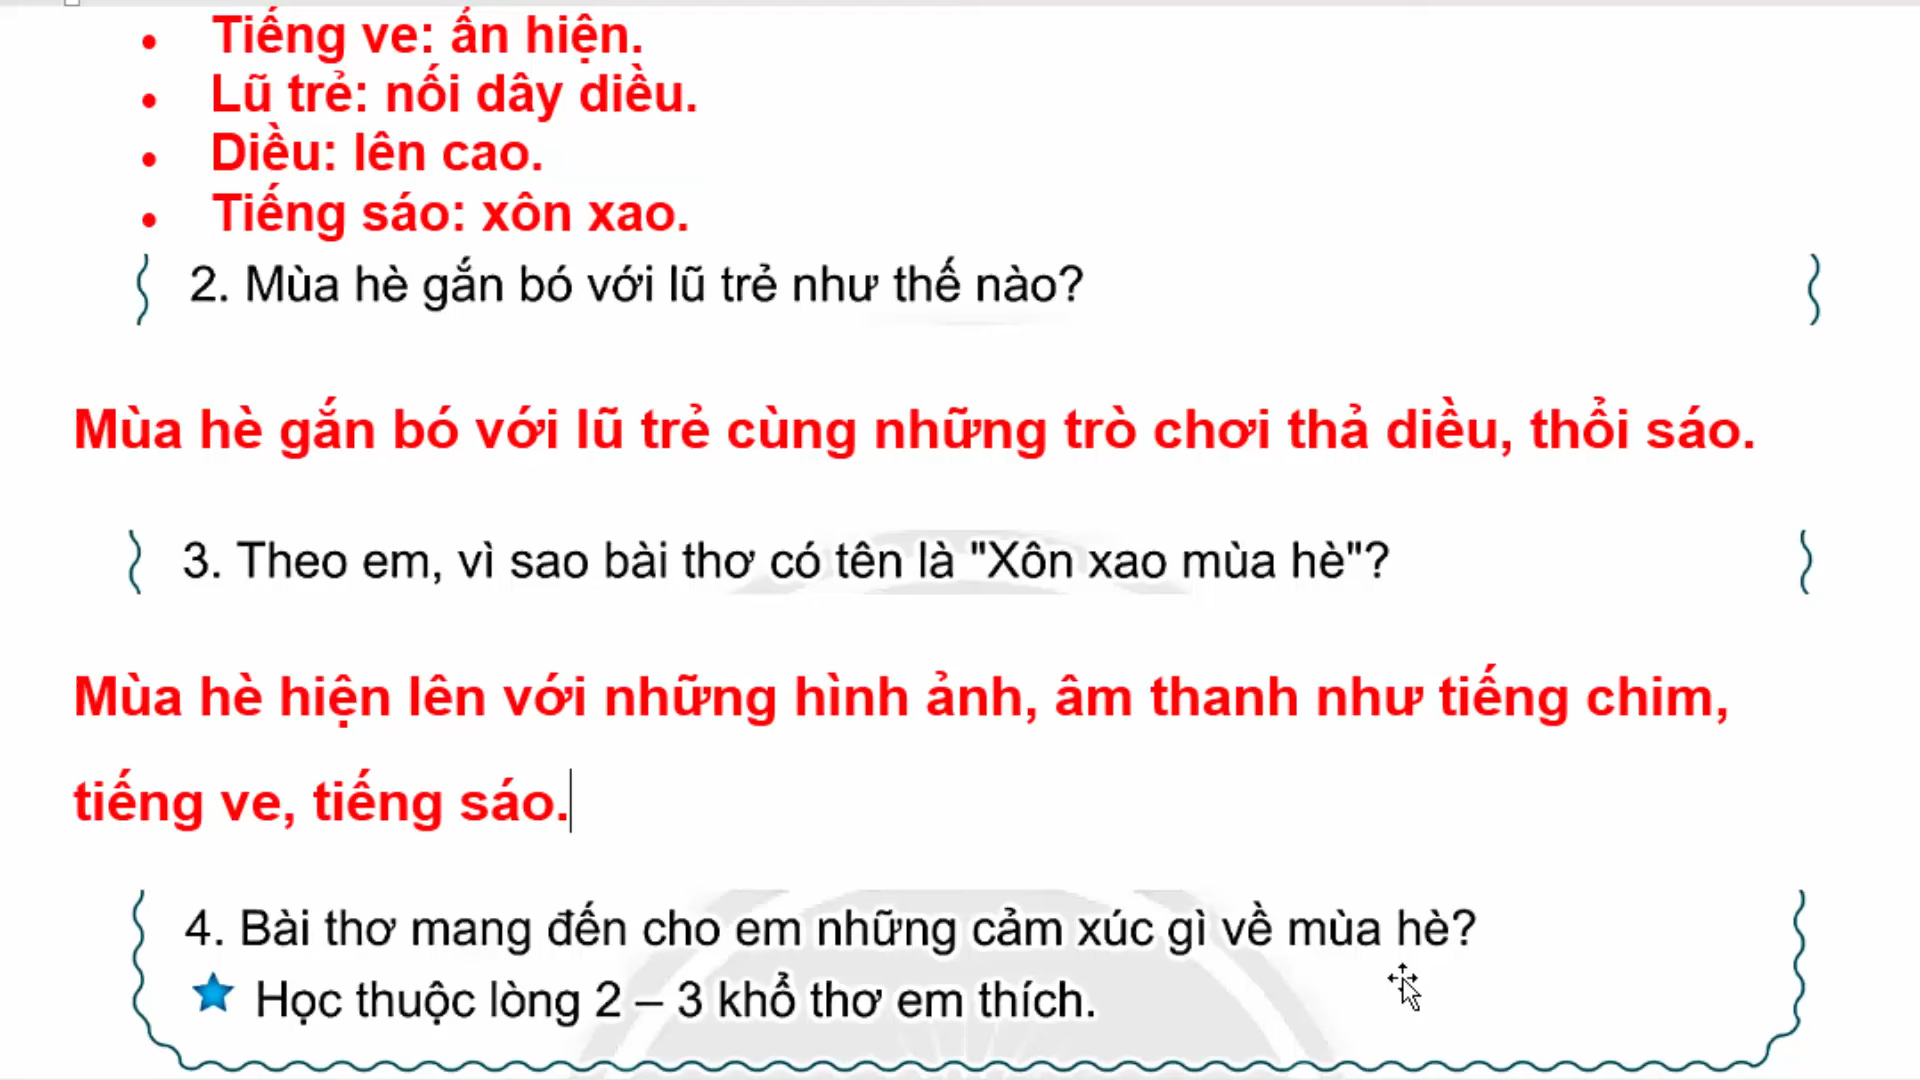 • Tiếng ve: ẩn hiện.
• Lũ trẻ: nối dây diều.
• Diều: lên cao.
• Tiếng sáo: xôn xao.
2. Mùa hè gắn bó với lũ trẻ như thế nào?
Mùa hè gắn bó với lũ trẻ cùng những trò chơi thả diều, thổi sáo.
3. Theo em, vì sao bài thơ có tên là "Xôn xao mùa hè"?
Mùa hè hiện lên với những hình ảnh, âm thanh như tiếng chim,
tiếng ve, tiếng sáo.
4. Bài thơ mang đến cho em những cảm xúc gì về mùa hè?
Học thuộc lòng 2 – 3 khổ thơ em thích.